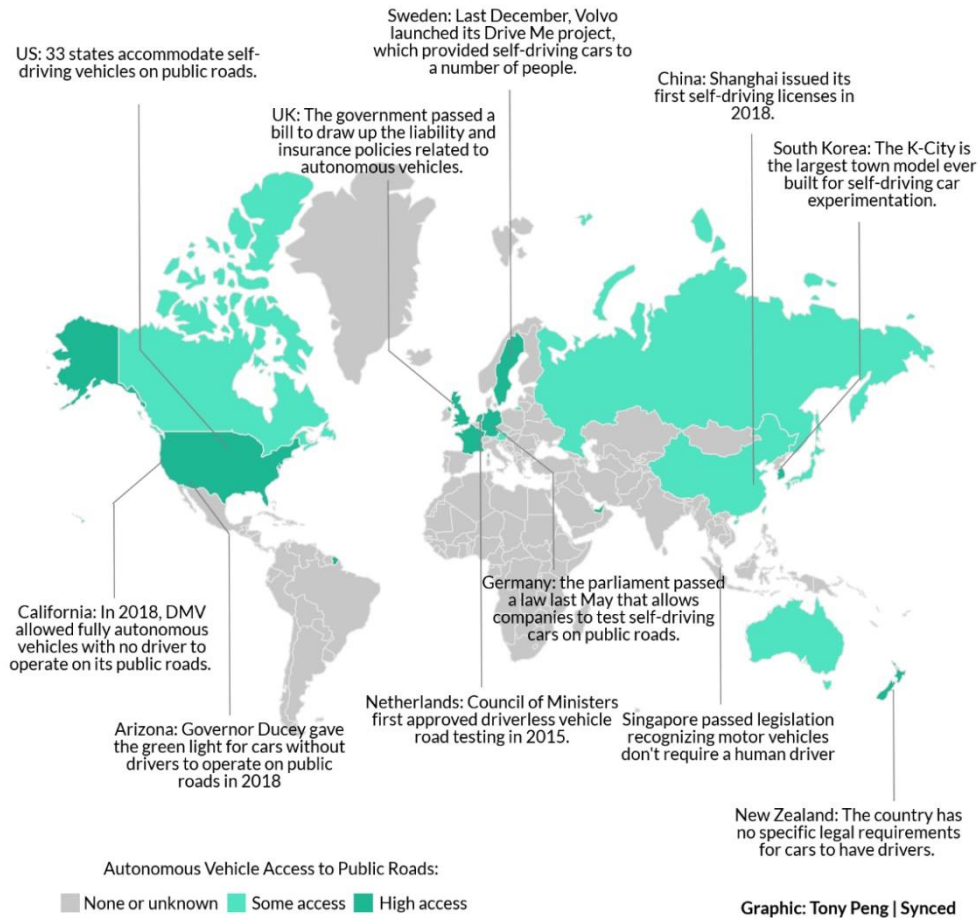 Sweden: Last December, Volvo
launched its Drive Me project,
which provided self-driving cars to
a number of people.
US: 33 states accommodate self-
driving vehicles on public roads.
China: Shanghai issued its
first self-driving licenses in
2018.
UK: The government passed a
bill to draw up the liability and
insurance policies related to
autonomous vehicles.
South Korea: The K-City is
the largest town model ever
built for self-driving car
experimentation.
Germany: the parliament passed
a law last May that allows
companies to test self-driving
cars on public roads.
California: In 2018, DMV
allowed fully autonomous
vehicles with no driver to
operate on its public roads.
Netherlands: Council of Ministers
first approved driverless vehicle
road testing in 2015.
Singapore passed legislation
recognizing motor vehicles
don't require a human driver
Arizona: Governor Ducey gave
the green light for cars without
drivers to operate on public
roads in 2018
New Zealand: The country has
no specific legal requirements
for cars to have drivers.
Autonomous Vehicle Access to Public Roads:
None or unknown Some access High access
Graphic: Tony Peng | Synced